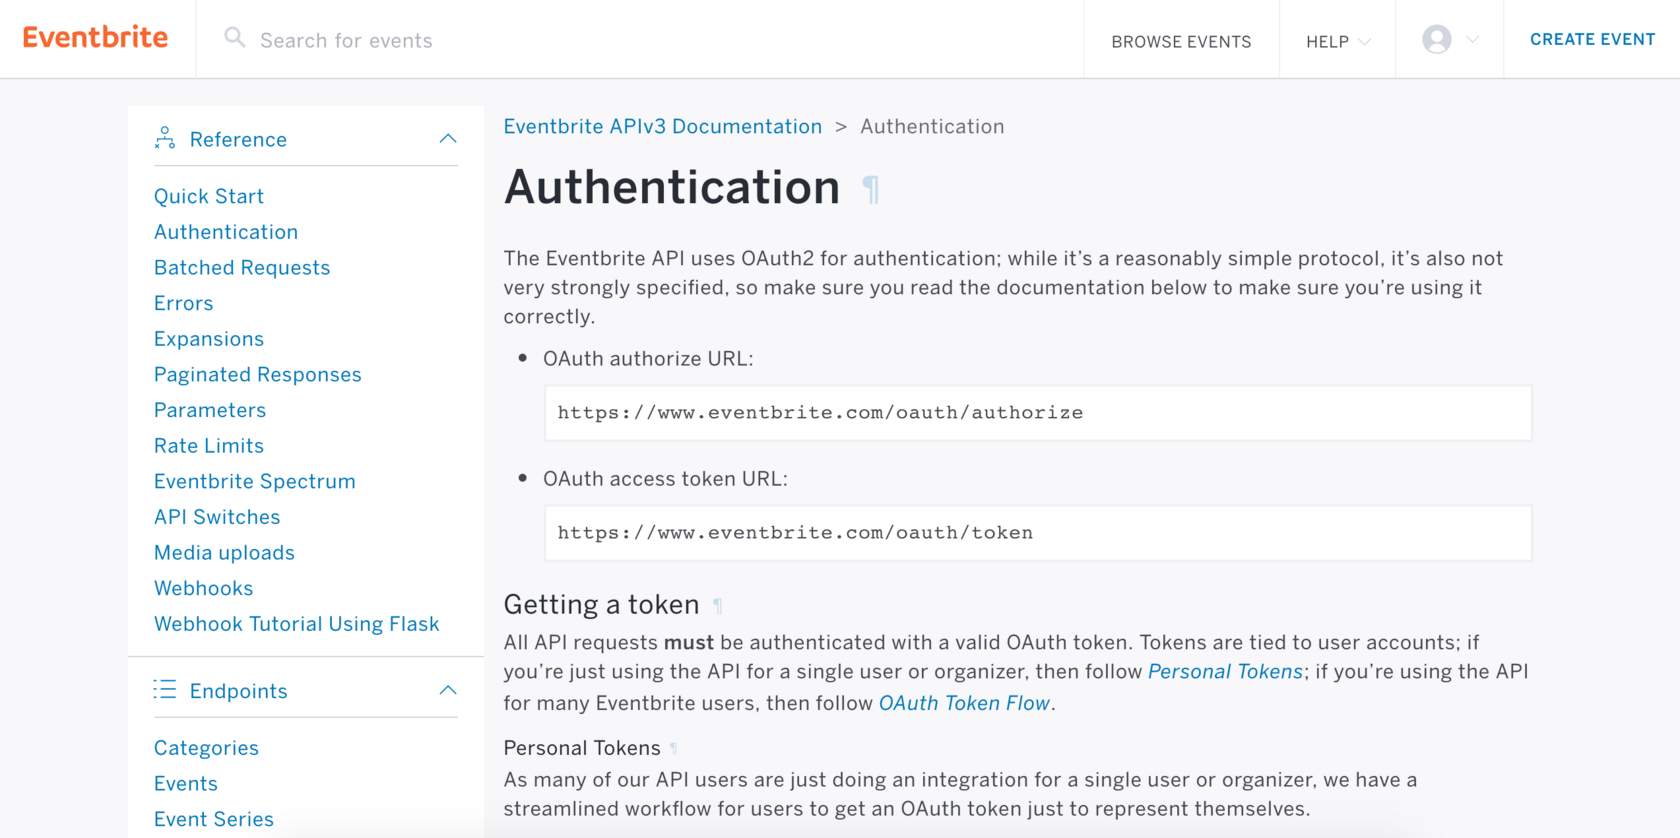 Eventbrite
Search for events
BROWSE EVENTS
HELP
CREATE EVENT
Reference
Quick Start
Authentication
Batched Requests
Errors
Expansions
Paginated Responses
Parameters
Rate Limits
Eventbrite Spectrum
API Switches
Media uploads
Webhooks
Webhook Tutorial Using Flask
Endpoints
Categories
Events
Event Series
Eventbrite APIv3 Documentation > Authentication
Authentication ¶
The Eventbrite API uses OAuth2 for authentication; while it’s a reasonably simple protocol, it’s also not
very strongly specified, so make sure you read the documentation below to make sure you’re using it
correctly.
• OAuth authorize URL:
https://www.eventbrite.com/oauth/authorize
• OAuth access token URL:
https://www.eventbrite.com/oauth/token
Getting a token ¶
All API requests must be authenticated with a valid OAuth token. Tokens are tied to user accounts; if
you’re just using the API for a single user or organizer, then follow Personal Tokens; if you’re using the API
for many Eventbrite users, then follow OAuth Token Flow.
Personal Tokens ¶
As many of our API users are just doing an integration for a single user or organizer, we have a
streamlined workflow for users to get an OAuth token just to represent themselves.